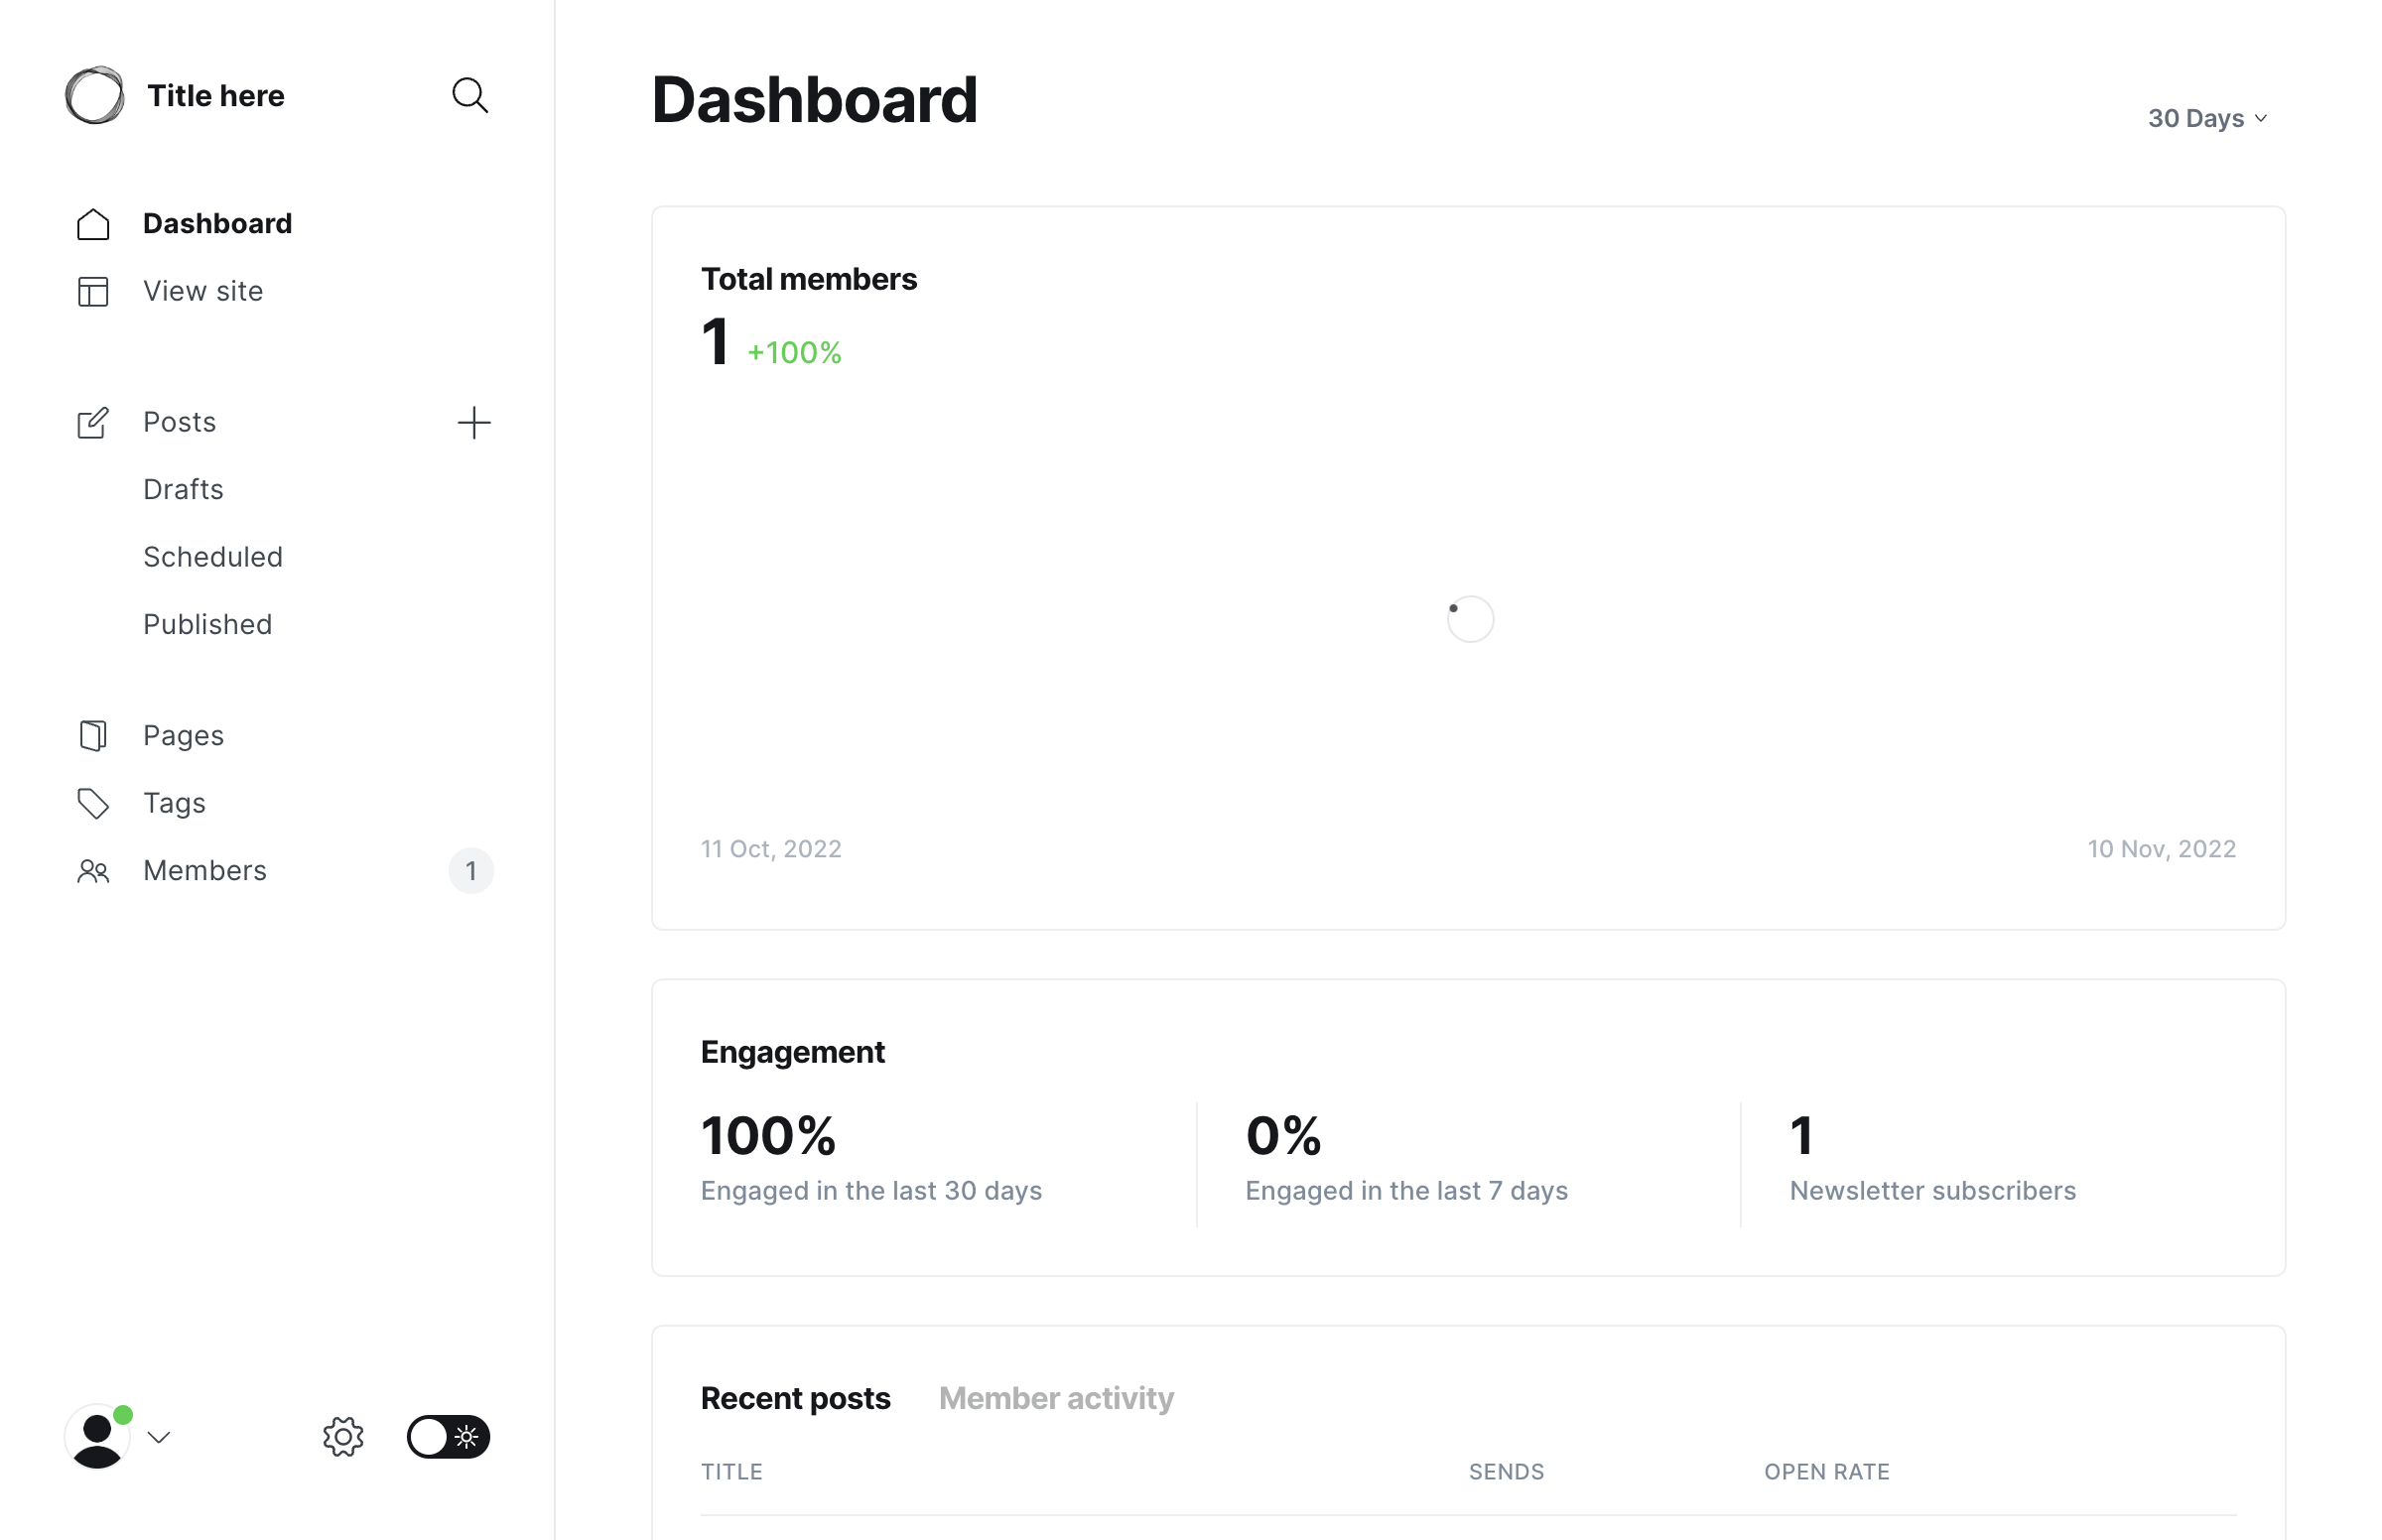 Title here
Dashboard
View site
Posts
Drafts
Scheduled
Published
Pages
Tags
Members 1
Dashboard
30 Days
Total members
1 +100%
11 Oct, 2022 10 Nov, 2022
Engagement
100% 0% 1
Engaged in the last 30 days Engaged in the last 7 days Newsletter subscribers
Recent posts Member activity
TITLE SENDS OPEN RATE